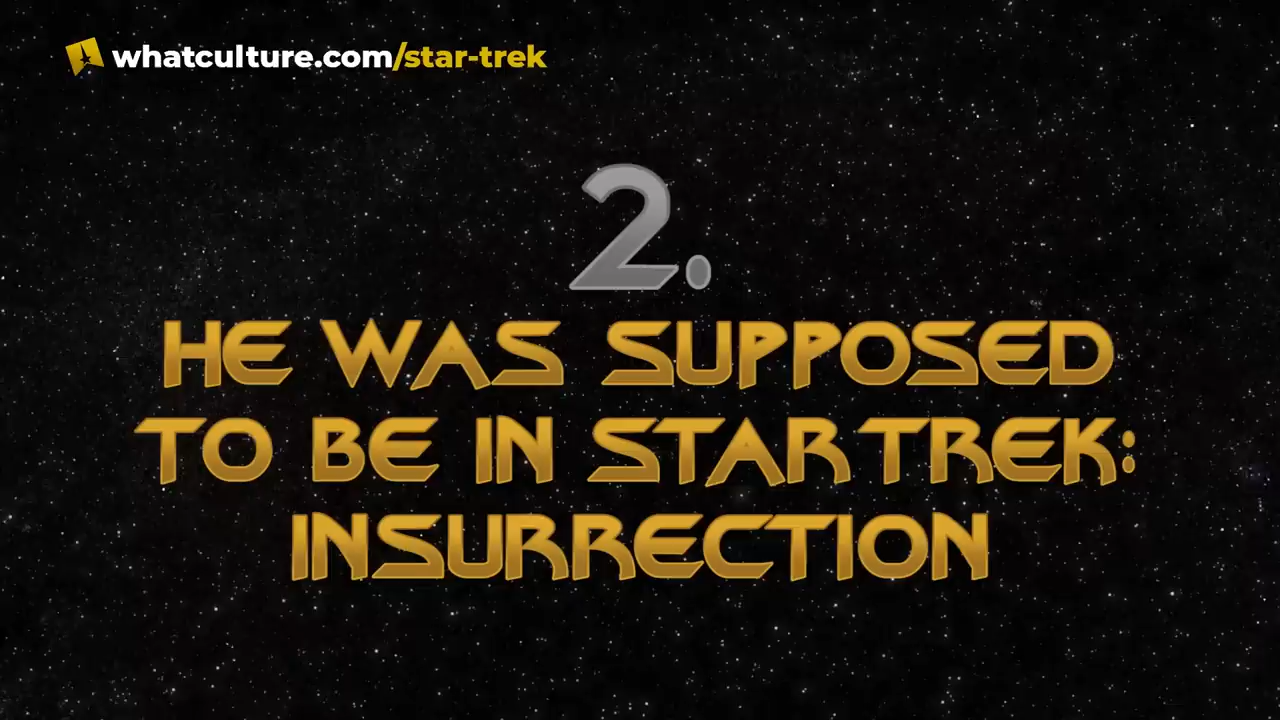 whatculture.com/star-trek
2.
HE WAS SUPPOSED
TO BE IN STAR TREK:
INSURRECTION